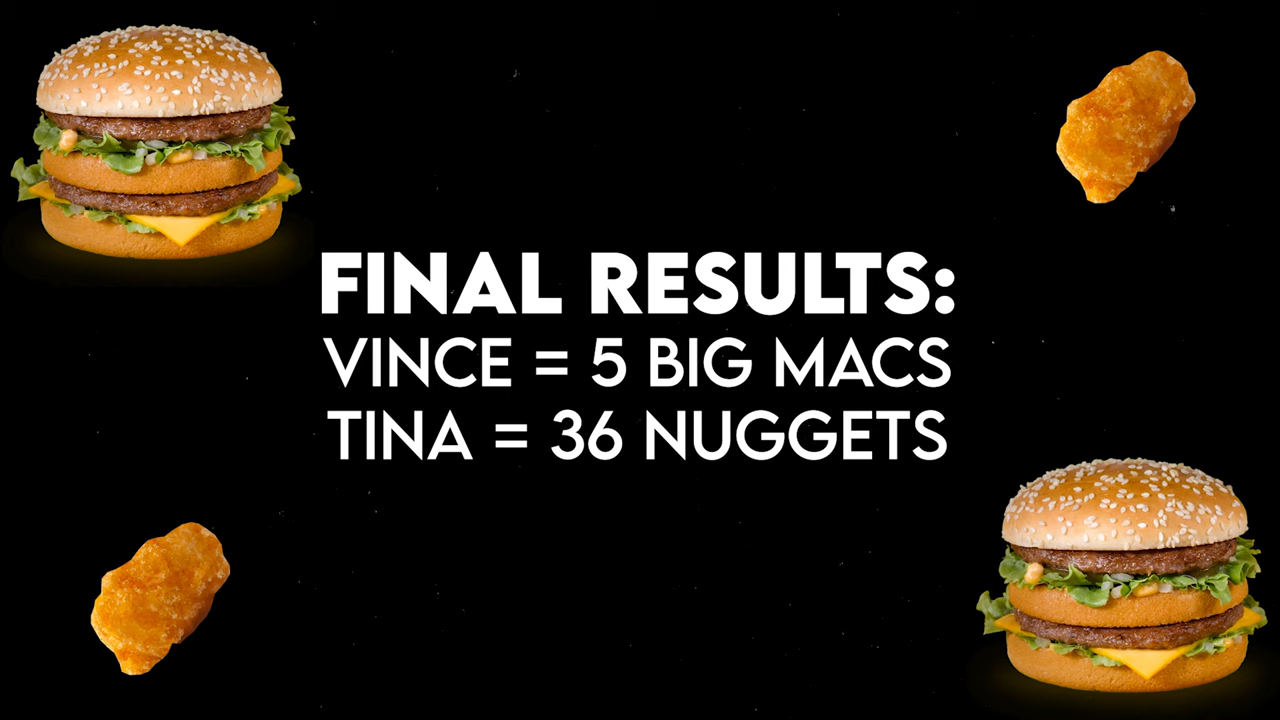 FINAL RESULTS:
VINCE = 5 BIG MACS
TINA = 36 NUGGETS